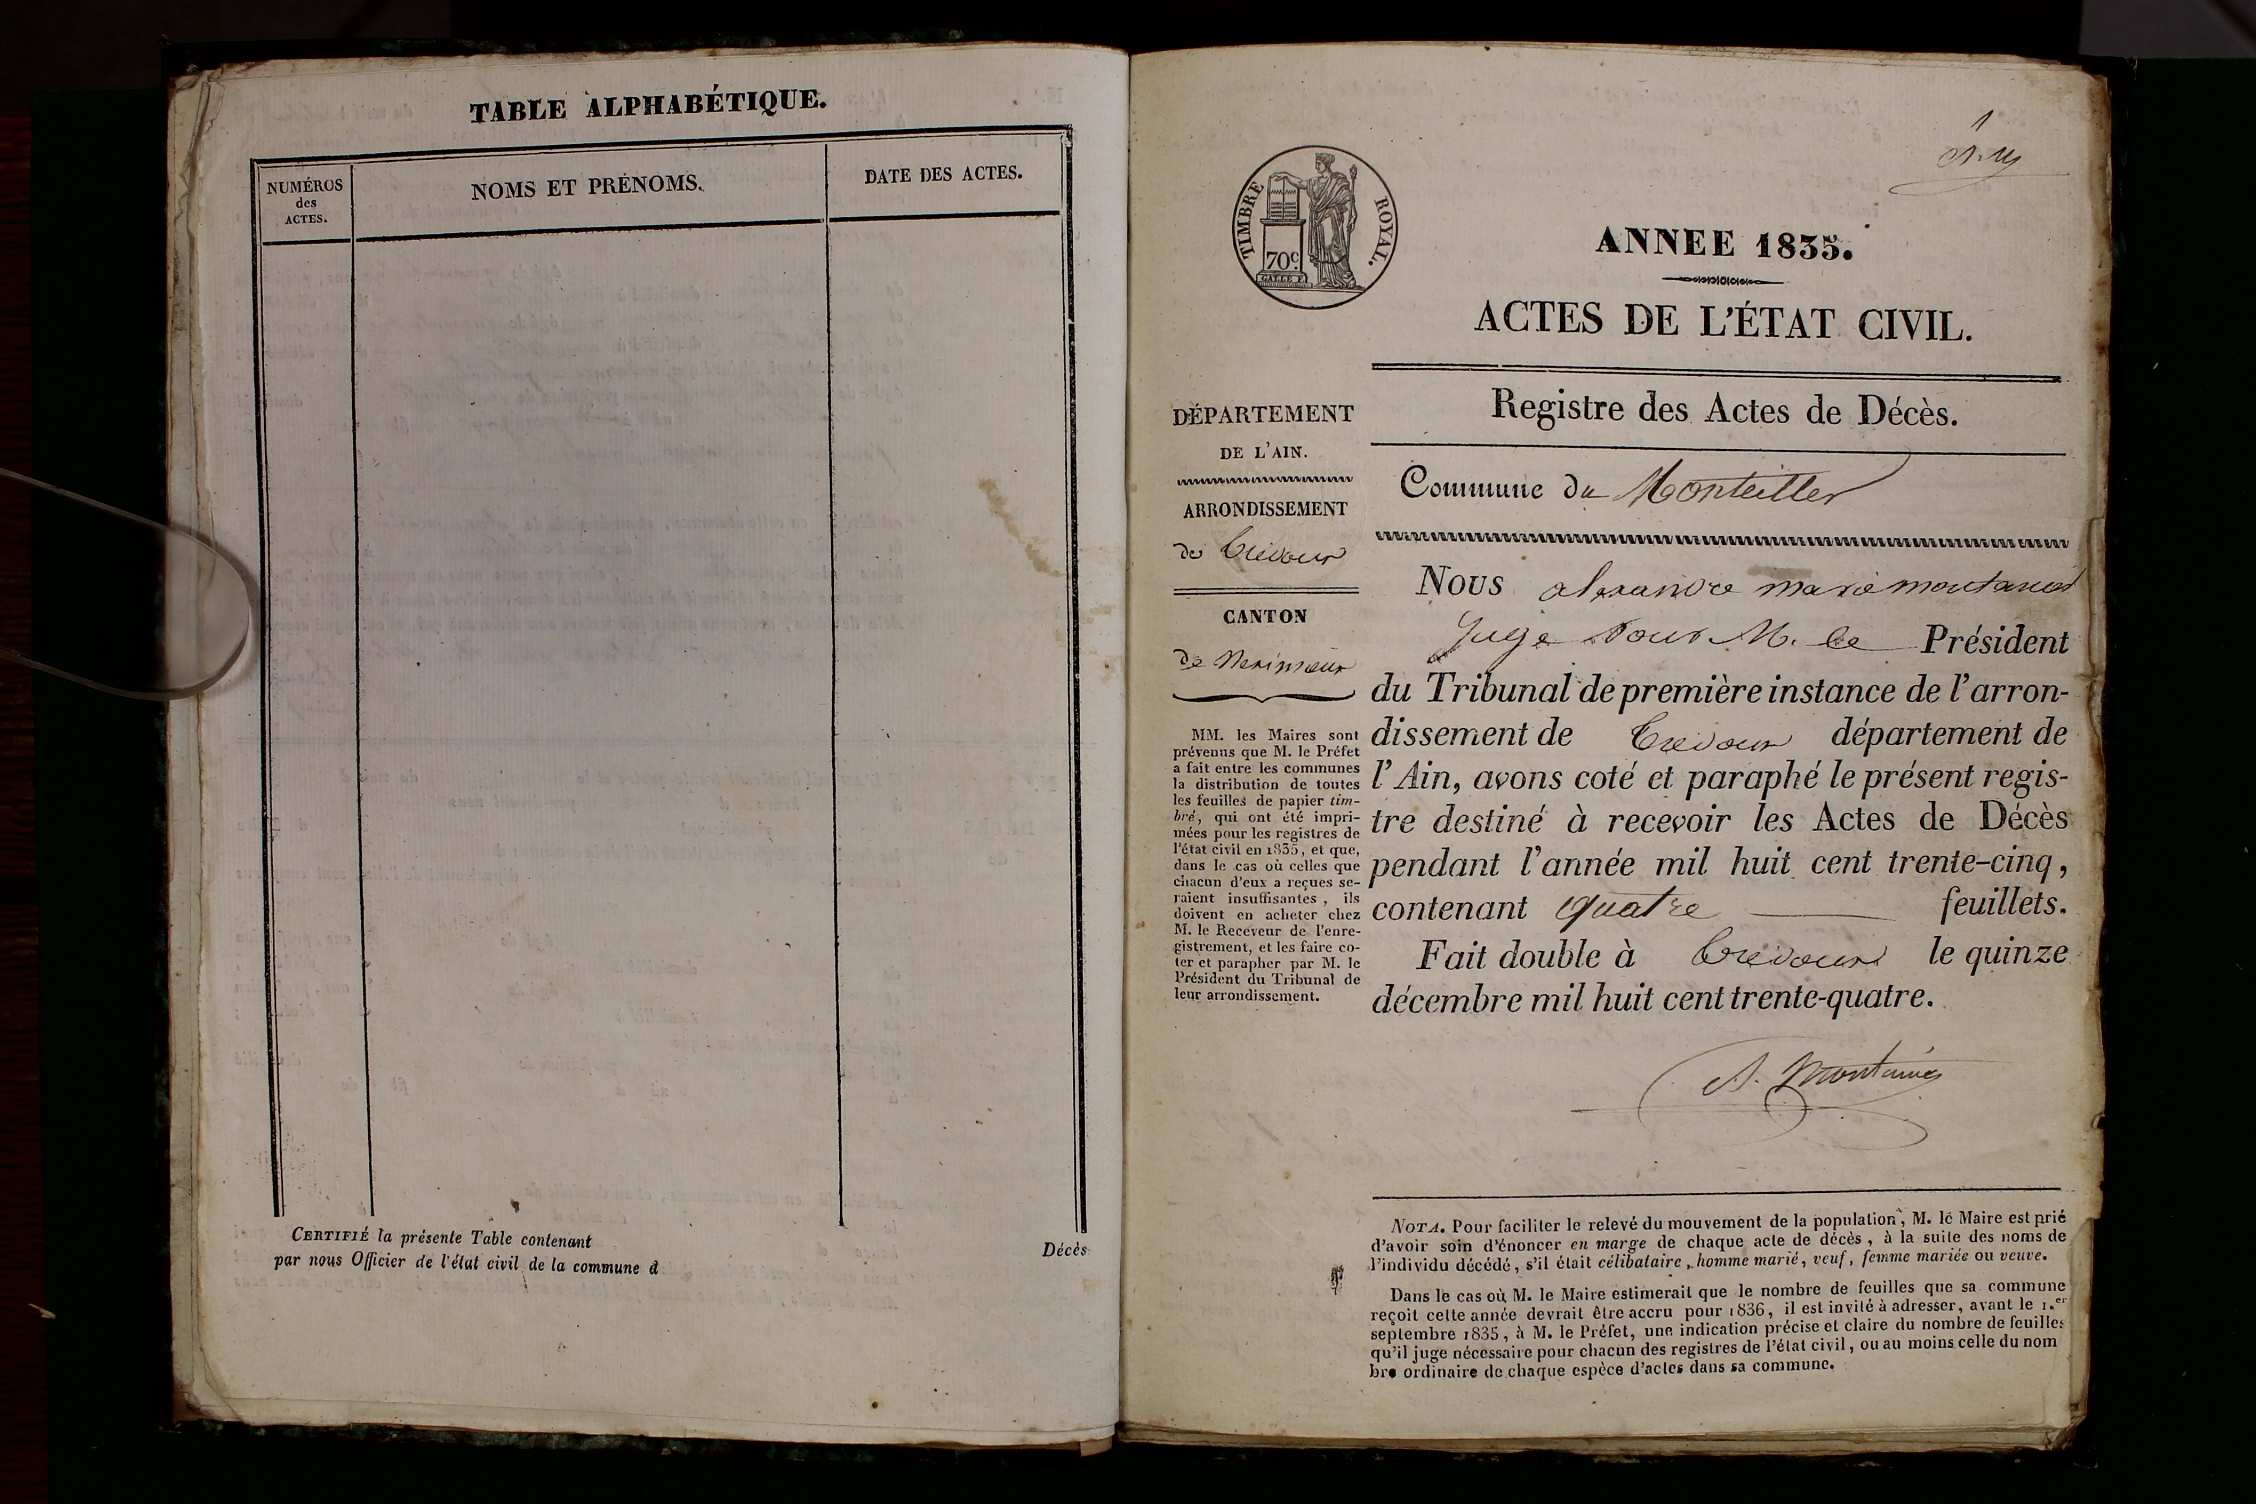 TABLE ALPHABÉTIQUE.
NUMÉROS
des
ACTES.
NOMS ET PRÉNOMS.
DATE DES ACTES.
CERTIFIÉ la présente Table contenant
par nous Officier de l'état civil de la commune d
Décès
1
TIMBRE ROYAL.
70c.
ANNEE 1835.
ACTES DE L'ÉTAT CIVIL.
Registre des Actes de Décès.
Commune du Montellier
DÉPARTEMENT
DE L'AIN.
ARRONDISSEMENT
de Trévoux
CANTON
de Meximieux
MM. les Maires sont
prévenus que M. le Préfet
a fait entre les communes
la distribution de toutes
les feuilles de papier tim-
bré, qui ont été impri-
mées pour les registres de
l'état civil en 1835, et que,
dans le cas où celles que
chacun d'eux a reçues se-
raient insuffisantes, ils
doivent en acheter chez
M. le Receveur de l'enre-
gistrement, et les faire co-
ter et parapher par M. le
Président du Tribunal de
leur arrondissement.
Nous alexandre marie montanier
juge pour M. le Président
du Tribunal de première instance de l'arron-
dissement de Trevoux département de
l'Ain, avons coté et paraphé le présent regis-
tre destiné à recevoir les Actes de Décès
pendant l'année mil huit cent trente-cinq,
contenant quatre feuillets.
Fait double à Trevoux le quinze
décembre mil huit cent trente-quatre.
NOTA. Pour faciliter le relevé du mouvement de la population, M. le Maire est prié
d'avoir soin d'énoncer en marge de chaque acte de décès, à la suite des noms de
l'individu décédé, s'il était célibataire, homme marié, veuf, femme mariée ou veuve.
Dans le cas où M. le Maire estimerait que le nombre de feuilles que sa commune
reçoit cette année devrait être accru pour 1836, il est invité à adresser, avant le 1.er
septembre 1835, à M. le Préfet, une indication précise et claire du nombre de feuilles
qu'il juge nécessaire pour chacun des registres de l'état civil, ou au moins celle du nom
bre ordinaire de chaque espèce d'actes dans sa commune.